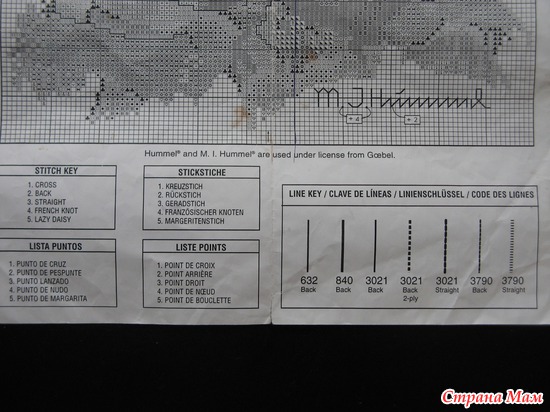 M. J. Hummel
+ 4
+ 2
Hummel® and M. I. Hummel® are used under license from Gœbel.
STITCH KEY
1. CROSS
2. BACK
3. STRAIGHT
4. FRENCH KNOT
5. LAZY DAISY
STICKSTICHE
1. KREUZSTICH
2. RÜCKSTICH
3. GERADSTICH
4. FRANZÖSISCHER KNOTEN
5. MARGERITENSTICH
LISTA PUNTOS
1. PUNTO DE CRUZ
2. PUNTO DE PESPUNTE
3. PUNTO LANZADO
4. PUNTO DE NUDO
5. PUNTO DE MARGARITA
LISTE POINTS
1. POINT DE CROIX
2. POINT ARRIÈRE
3. POINT DROIT
4. POINT DE NŒUD
5. POINT DE BOUCLETTE
LINE KEY / CLAVE DE LÍNEAS / LINIENSCHLÜSSEL / CODE DES LIGNES
632 840 3021 3021 3021 3790 3790
Back Back Back Back Straight Back Straight
2-ply
Страна Мам